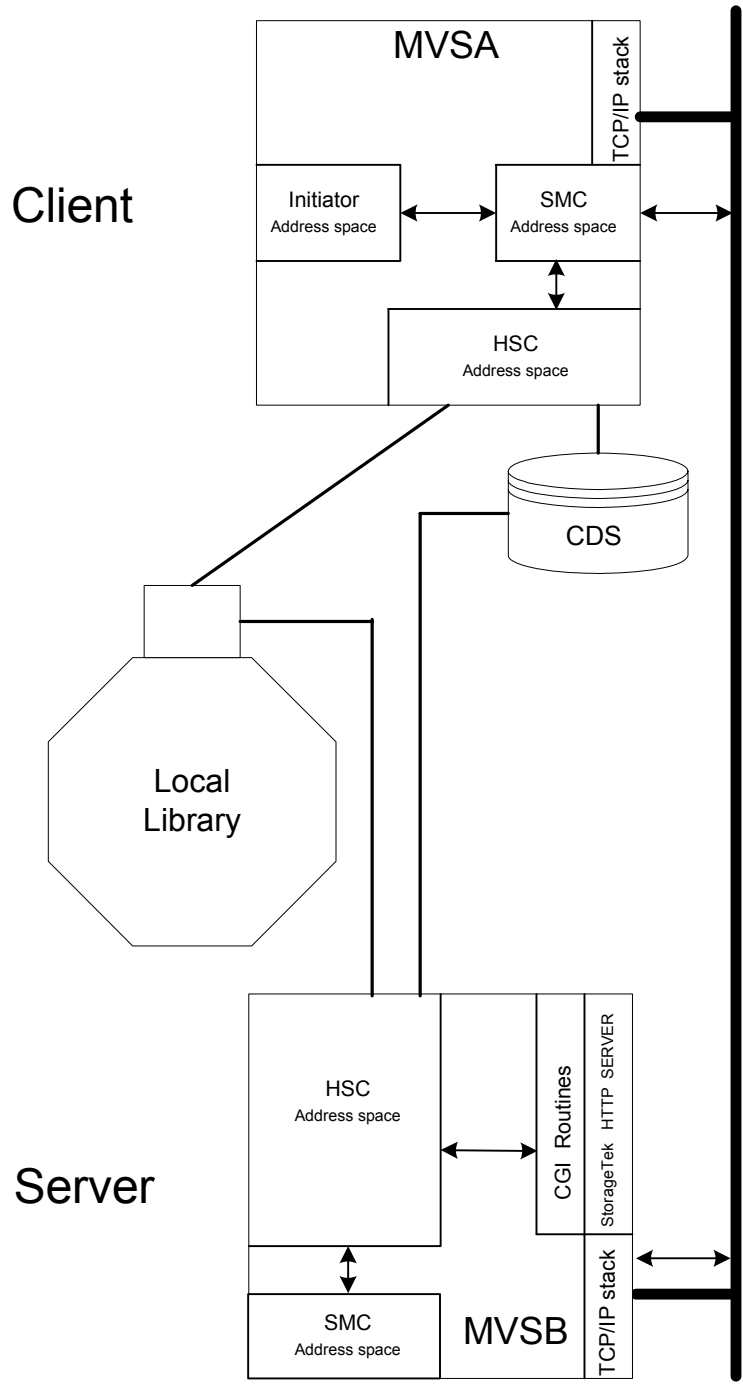 MVSA
TCP/IP stack
Client
Initiator
Address space
SMC
Address space
HSC
Address space
CDS
Local
Library
HSC
Address space
CGI Routines
StorageTek HTTP SERVER
Server
SMC
Address space
MVSB
TCP/IP stack